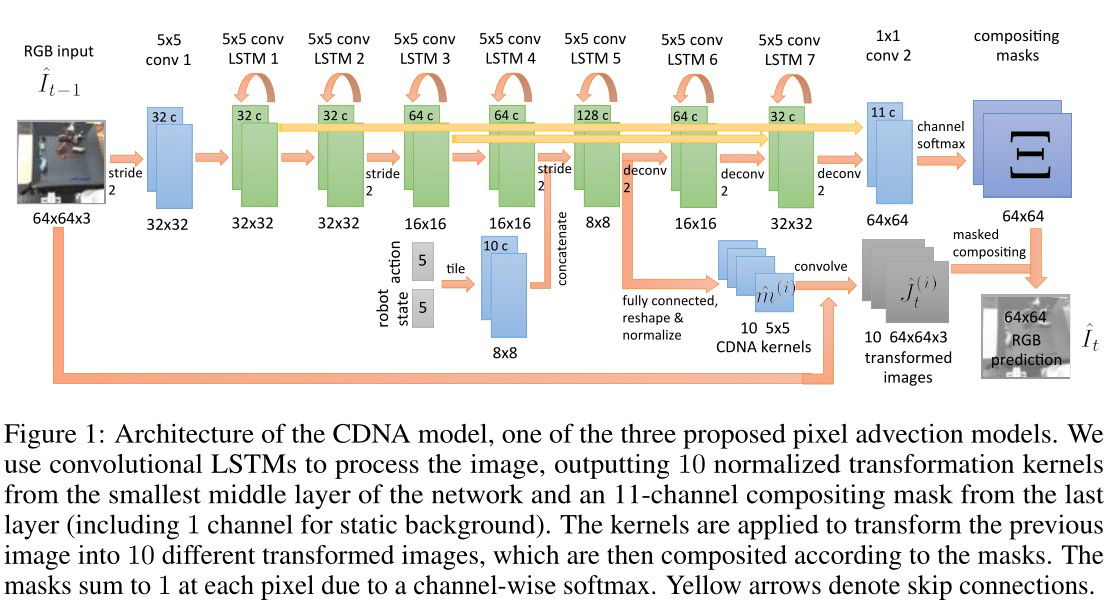 RGB input
Î_{t−1}
64x64x3
stride
2
5x5
conv 1
32 c
32x32
5x5 conv
LSTM 1
32 c
32x32
5x5 conv
LSTM 2
32 c
32x32
stride
2
5x5 conv
LSTM 3
64 c
16x16
5x5 conv
LSTM 4
64 c
16x16
stride
2
5x5 conv
LSTM 5
128 c
8x8
deconv
2
5x5 conv
LSTM 6
64 c
16x16
deconv
2
5x5 conv
LSTM 7
32 c
32x32
deconv
2
1x1
conv 2
11 c
64x64
channel
softmax
compositing
masks
Ξ
64x64
robot
state
action
5
5
tile
10 c
8x8
concatenate
fully connected,
reshape &
normalize
m̂^{(i)}
10 5x5
CDNA kernels
convolve
Ĵ_t^{(i)}
10 64x64x3
transformed
images
masked
compositing
64x64
RGB
prediction
Î_t
Figure 1: Architecture of the CDNA model, one of the three proposed pixel advection models. We
use convolutional LSTMs to process the image, outputting 10 normalized transformation kernels
from the smallest middle layer of the network and an 11-channel compositing mask from the last
layer (including 1 channel for static background). The kernels are applied to transform the previous
image into 10 different transformed images, which are then composited according to the masks. The
masks sum to 1 at each pixel due to a channel-wise softmax. Yellow arrows denote skip connections.